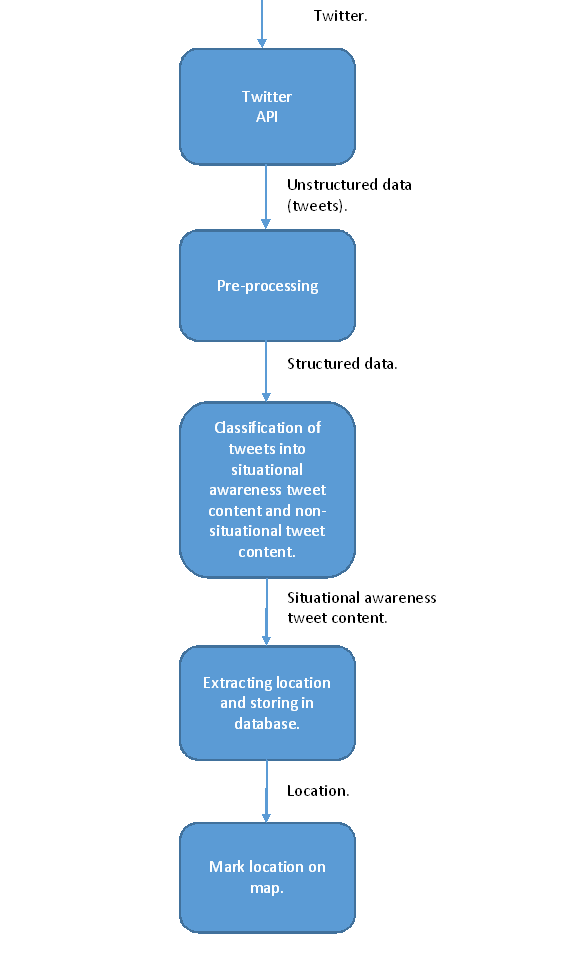 Twitter.
Twitter
API
Unstructured data
(tweets).
Pre-processing
Structured data.
Classification of
tweets into
situational
awareness tweet
content and non-
situational tweet
content.
Situational awareness
tweet content.
Extracting location
and storing in
database.
Location.
Mark location on
map.